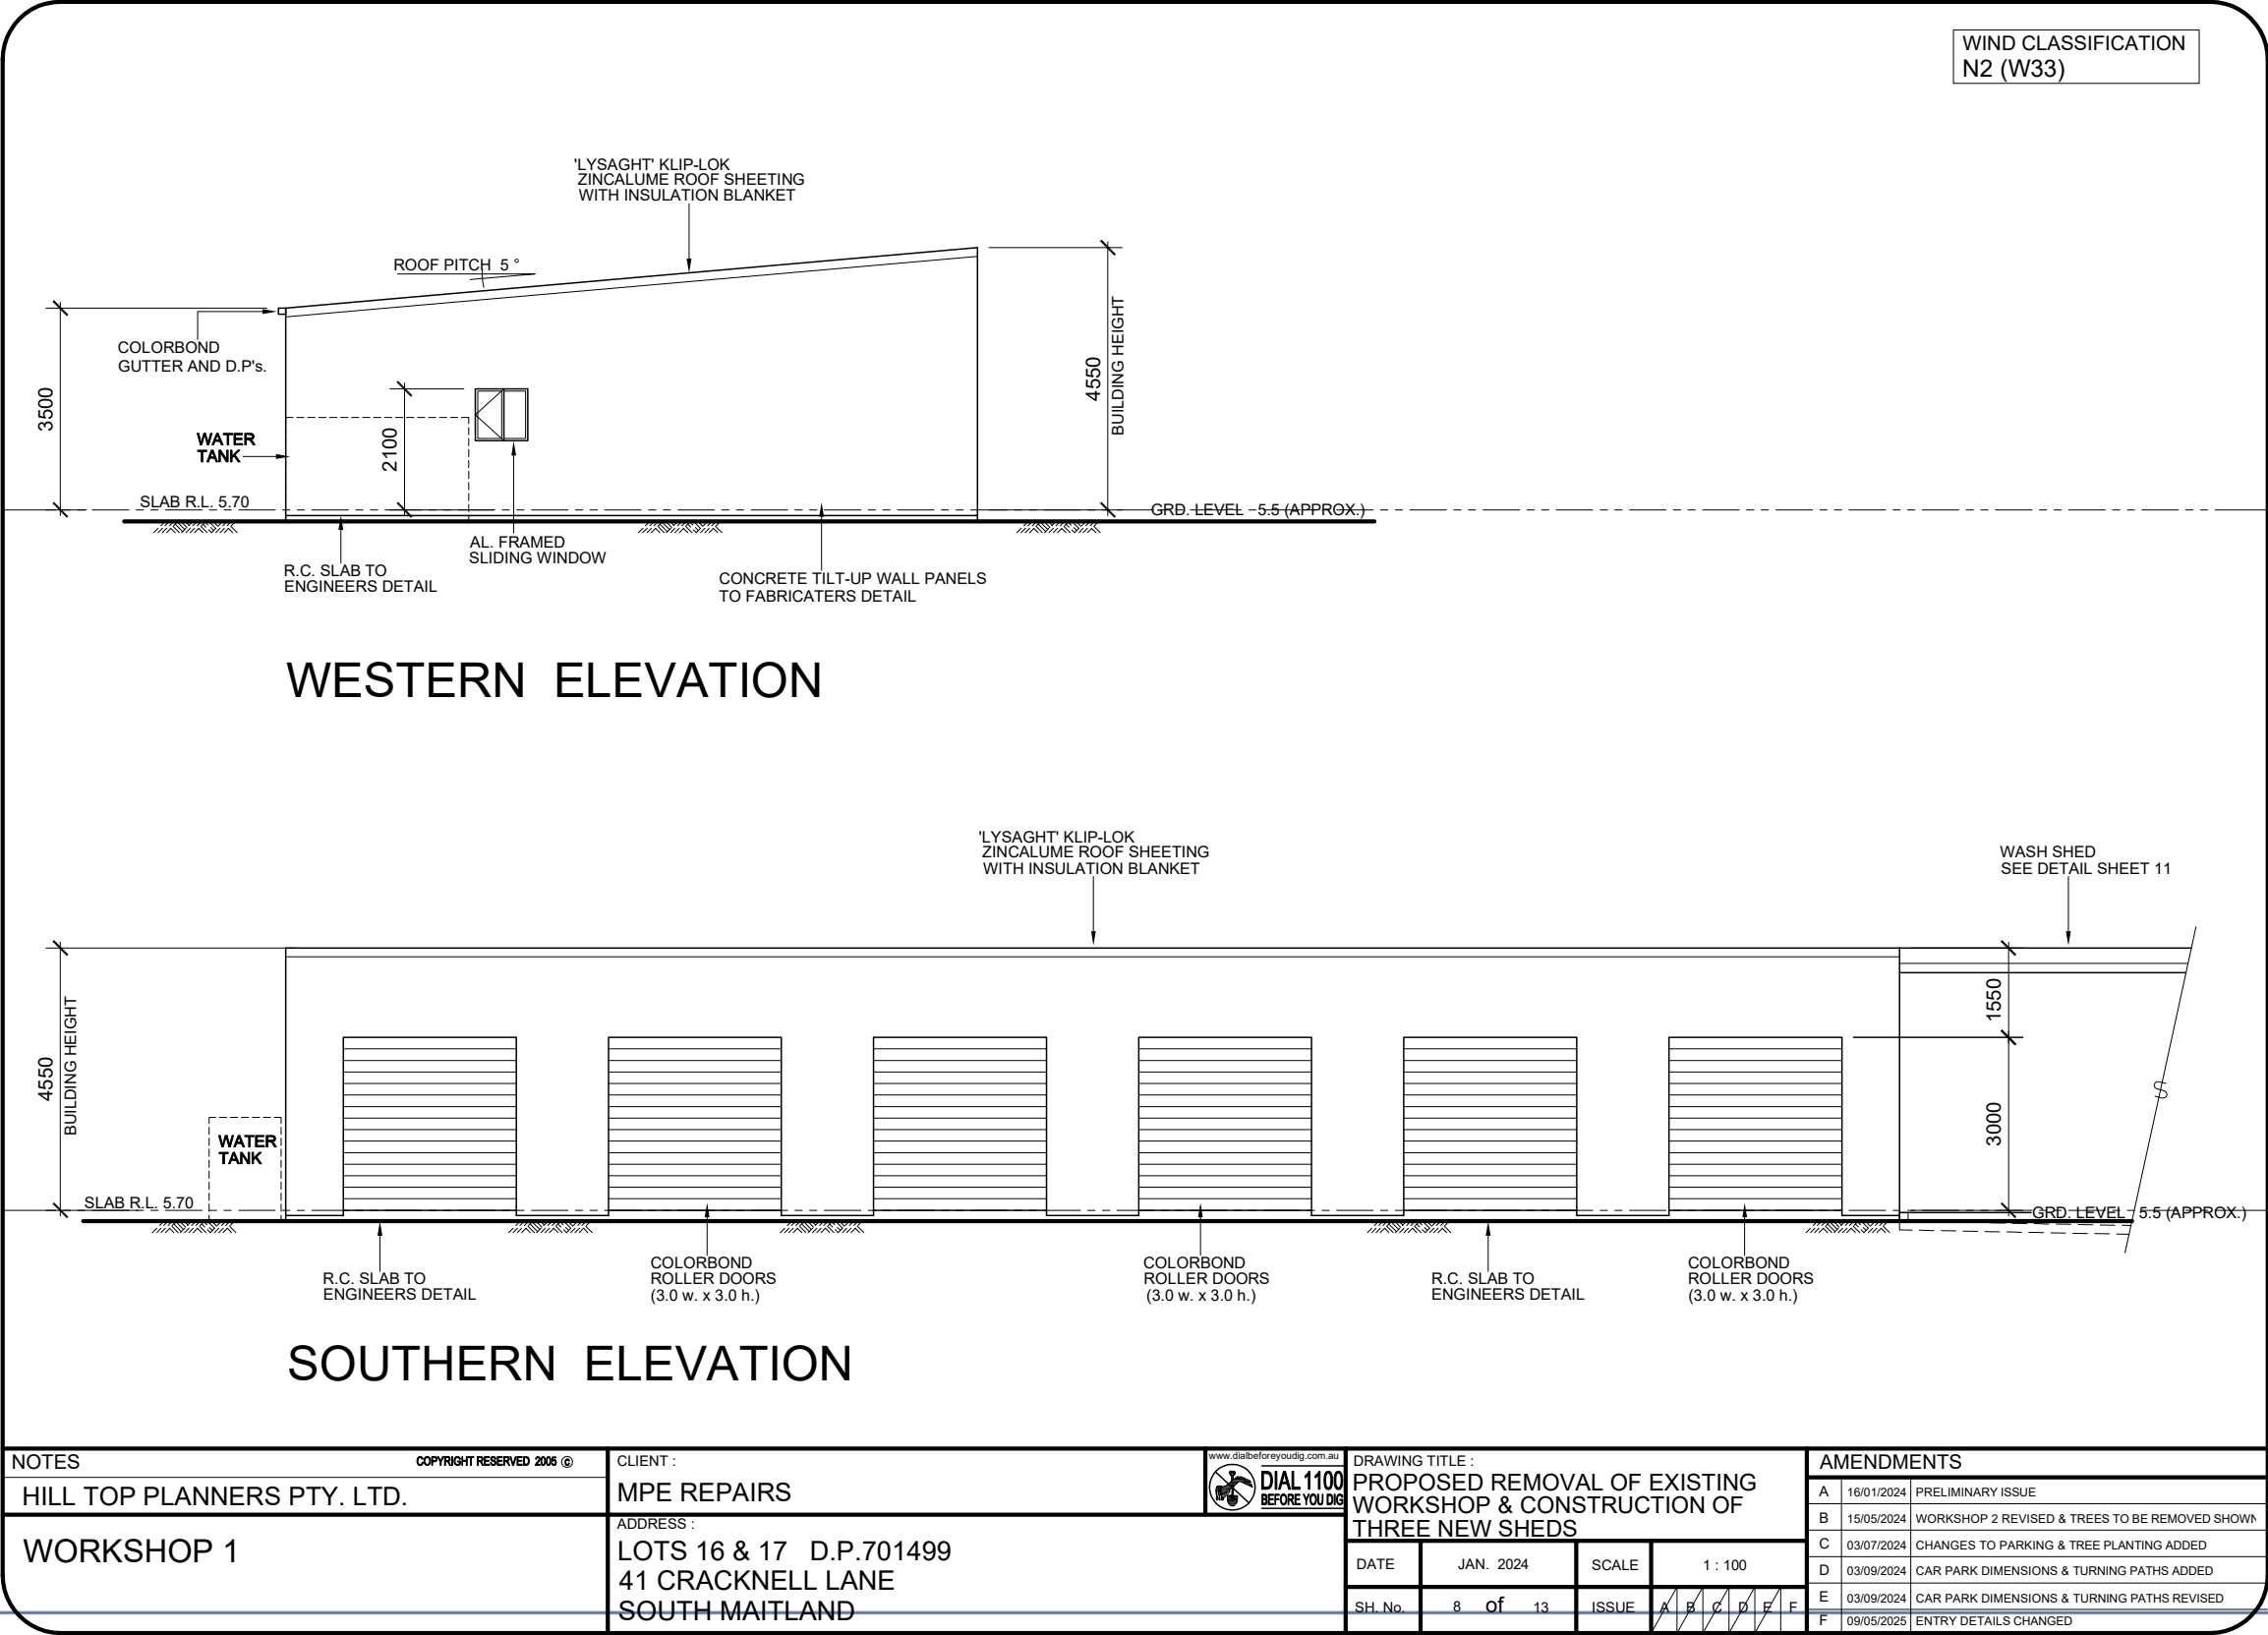 WIND CLASSIFICATION
N2 (W33)
'LYSAGHT' KLIP-LOK
ZINCALUME ROOF SHEETING
WITH INSULATION BLANKET
ROOF PITCH 5 °
COLORBOND
GUTTER AND D.P's.
3500
WATER
TANK
2100
4550
BUILDING HEIGHT
SLAB R.L. 5.70
GRD. LEVEL 5.5 (APPROX.)
R.C. SLAB TO
ENGINEERS DETAIL
AL. FRAMED
SLIDING WINDOW
CONCRETE TILT-UP WALL PANELS
TO FABRICATERS DETAIL
WESTERN ELEVATION
'LYSAGHT' KLIP-LOK
ZINCALUME ROOF SHEETING
WITH INSULATION BLANKET
WASH SHED
SEE DETAIL SHEET 11
4550
BUILDING HEIGHT
WATER
TANK
1550
3000
S
SLAB R.L. 5.70
GRD. LEVEL 5.5 (APPROX.)
R.C. SLAB TO
ENGINEERS DETAIL
COLORBOND
ROLLER DOORS
(3.0 w. x 3.0 h.)
COLORBOND
ROLLER DOORS
(3.0 w. x 3.0 h.)
R.C. SLAB TO
ENGINEERS DETAIL
COLORBOND
ROLLER DOORS
(3.0 w. x 3.0 h.)
SOUTHERN ELEVATION
NOTES
COPYRIGHT RESERVED 2005 ©
HILL TOP PLANNERS PTY. LTD.
WORKSHOP 1
CLIENT :
MPE REPAIRS
www.dialbeforeyoudig.com.au
DIAL 1100
BEFORE YOU DIG
ADDRESS :
LOTS 16 & 17 D.P.701499
41 CRACKNELL LANE
SOUTH MAITLAND
DRAWING TITLE :
PROPOSED REMOVAL OF EXISTING
WORKSHOP & CONSTRUCTION OF
THREE NEW SHEDS
DATE JAN. 2024 SCALE 1 : 100
SH. No. 8 of 13 ISSUE A B C D E F
AMENDMENTS
A 16/01/2024 PRELIMINARY ISSUE
B 15/05/2024 WORKSHOP 2 REVISED & TREES TO BE REMOVED SHOWN
C 03/07/2024 CHANGES TO PARKING & TREE PLANTING ADDED
D 03/09/2024 CAR PARK DIMENSIONS & TURNING PATHS ADDED
E 03/09/2024 CAR PARK DIMENSIONS & TURNING PATHS REVISED
F 09/05/2025 ENTRY DETAILS CHANGED